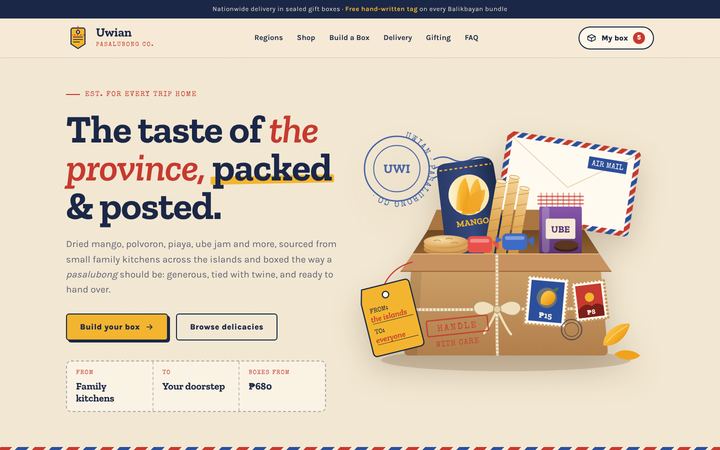 Nationwide delivery in sealed gift boxes · Free hand-written tag on every Balikbayan bundle
Uwian
PASALUBONG CO.
Regions
Shop
Build a Box
Delivery
Gifting
FAQ
My box
5
EST. FOR EVERY TRIP HOME
The taste of the
province, packed
& posted.
Dried mango, polvoron, piaya, ube jam and more, sourced from
small family kitchens across the islands and boxed the way a
pasalubong should be: generous, tied with twine, and ready to
hand over.
Build your box →
Browse delicacies
FROM
Family
kitchens
TO
Your doorstep
BOXES FROM
₱680
UWIAN PASALUBONG CO
UWI
MANGO
AIR MAIL
UBE
FROM:
the islands
TO:
everyone
HANDLE
WITH CARE
₱15
₱8